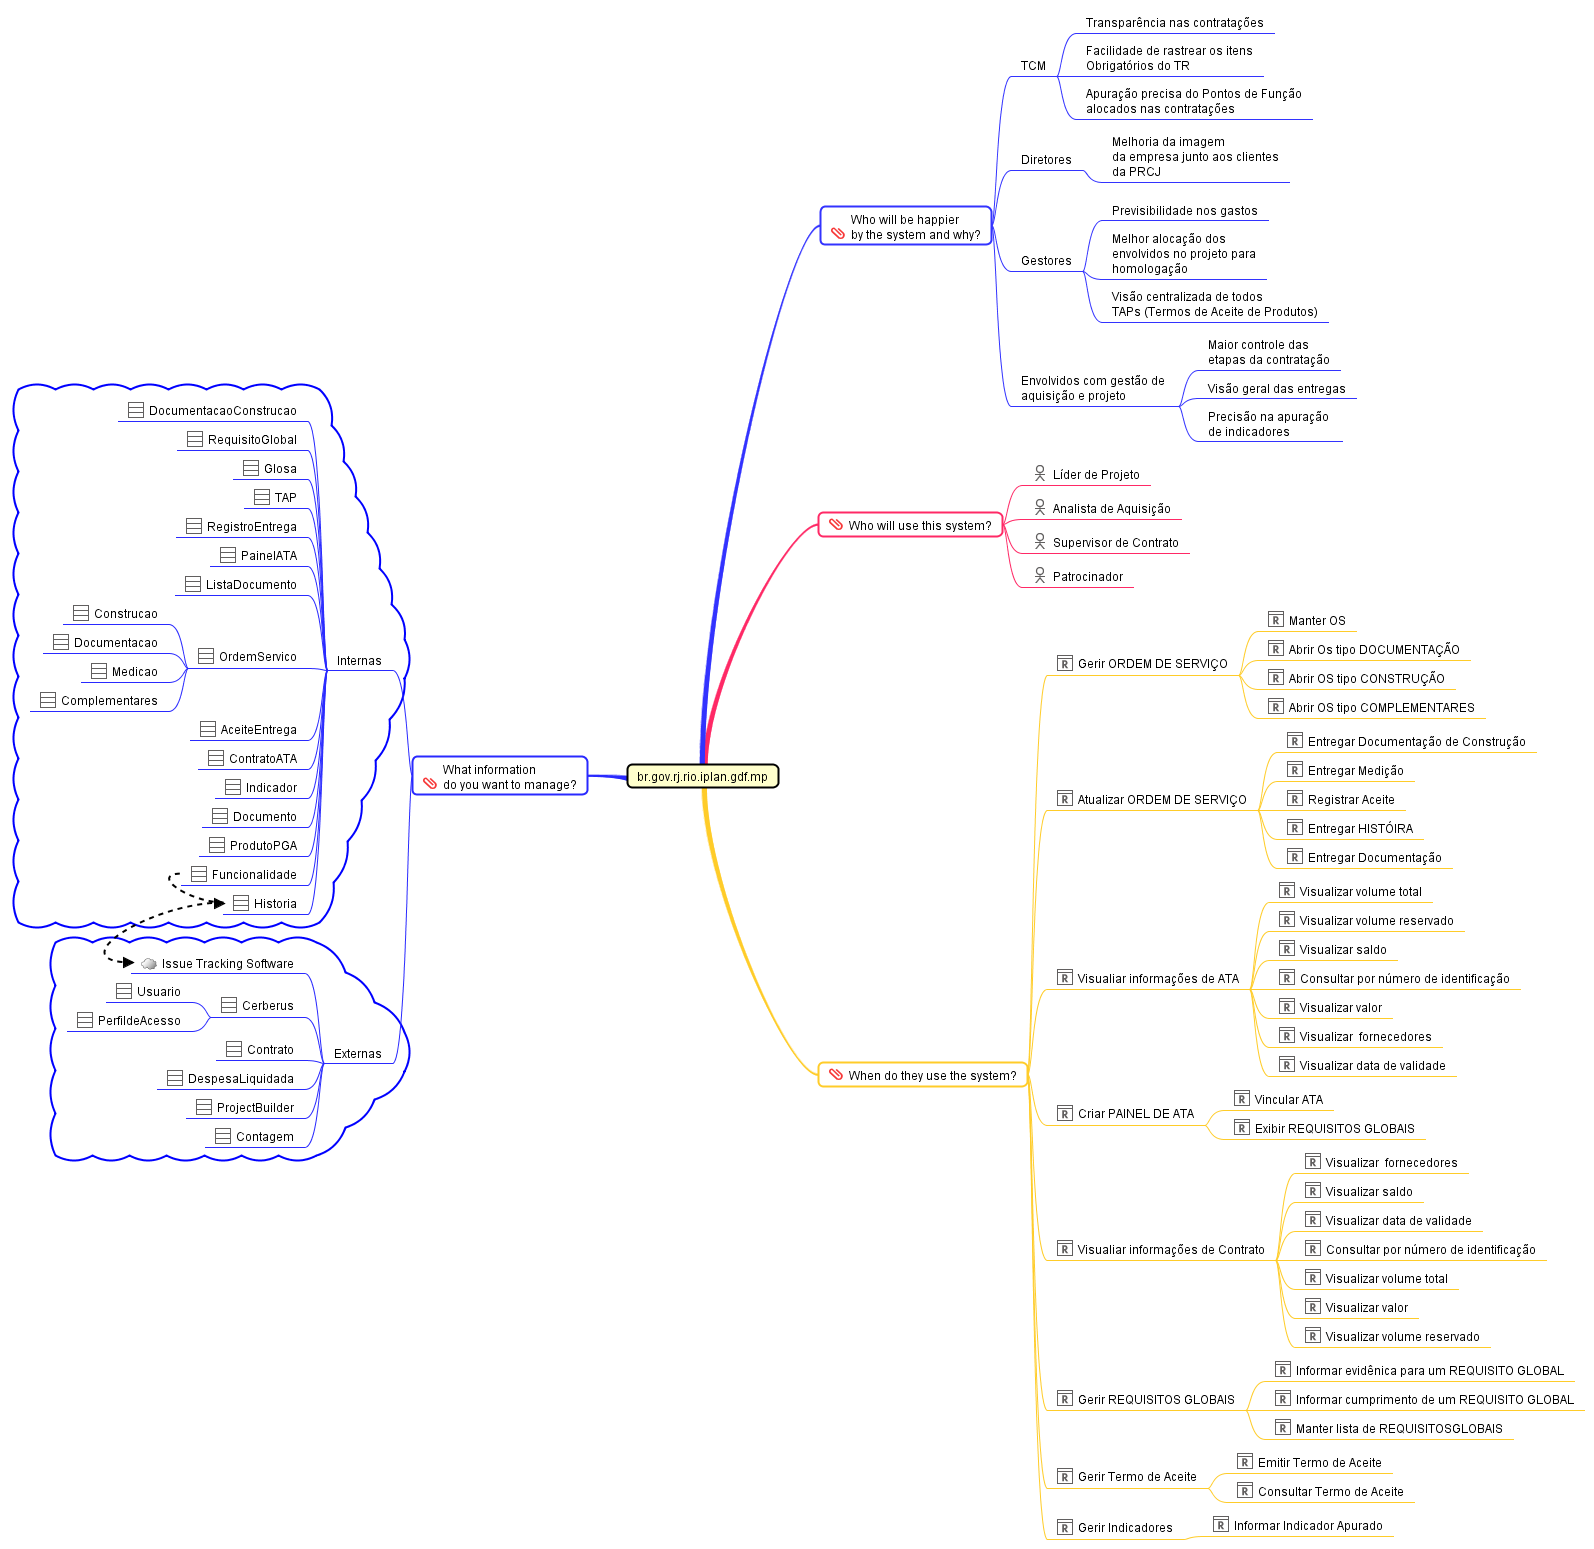 br.gov.rj.rio.iplan.gdf.mp
Who will be happier
by the system and why?
TCM
Transparência nas contratações
Facilidade de rastrear os itens
Obrigatórios do TR
Apuração precisa do Pontos de Função
alocados nas contratações
Diretores
Melhoria da imagem
da empresa junto aos clientes
da PRCJ
Gestores
Previsibilidade nos gastos
Melhor alocação dos
envolvidos no projeto para
homologação
Visão centralizada de todos
TAPs (Termos de Aceite de Produtos)
Envolvidos com gestão de
aquisição e projeto
Maior controle das
etapas da contratação
Visão geral das entregas
Precisão na apuração
de indicadores
Who will use this system?
Líder de Projeto
Analista de Aquisição
Supervisor de Contrato
Patrocinador
When do they use the system?
R Gerir ORDEM DE SERVIÇO
R Manter OS
R Abrir Os tipo DOCUMENTAÇÃO
R Abrir OS tipo CONSTRUÇÃO
R Abrir OS tipo COMPLEMENTARES
R Atualizar ORDEM DE SERVIÇO
R Entregar Documentação de Construção
R Entregar Medição
R Registrar Aceite
R Entregar HISTÓIRA
R Entregar Documentação
R Visualiar informações de ATA
R Visualizar volume total
R Visualizar volume reservado
R Visualizar saldo
R Consultar por número de identificação
R Visualizar valor
R Visualizar  fornecedores
R Visualizar data de validade
R Criar PAINEL DE ATA
R Vincular ATA
R Exibir REQUISITOS GLOBAIS
R Visualiar informações de Contrato
R Visualizar  fornecedores
R Visualizar saldo
R Visualizar data de validade
R Consultar por número de identificação
R Visualizar volume total
R Visualizar valor
R Visualizar volume reservado
R Gerir REQUISITOS GLOBAIS
R Informar evidênica para um REQUISITO GLOBAL
R Informar cumprimento de um REQUISITO GLOBAL
R Manter lista de REQUISITOSGLOBAIS
R Gerir Termo de Aceite
R Emitir Termo de Aceite
R Consultar Termo de Aceite
R Gerir Indicadores
R Informar Indicador Apurado
What information
do you want to manage?
Internas
DocumentacaoConstrucao
RequisitoGlobal
Glosa
TAP
RegistroEntrega
PainelATA
ListaDocumento
OrdemServico
Construcao
Documentacao
Medicao
Complementares
AceiteEntrega
ContratoATA
Indicador
Documento
ProdutoPGA
Funcionalidade
Historia
Externas
Issue Tracking Software
Cerberus
Usuario
PerfildeAcesso
Contrato
DespesaLiquidada
ProjectBuilder
Contagem